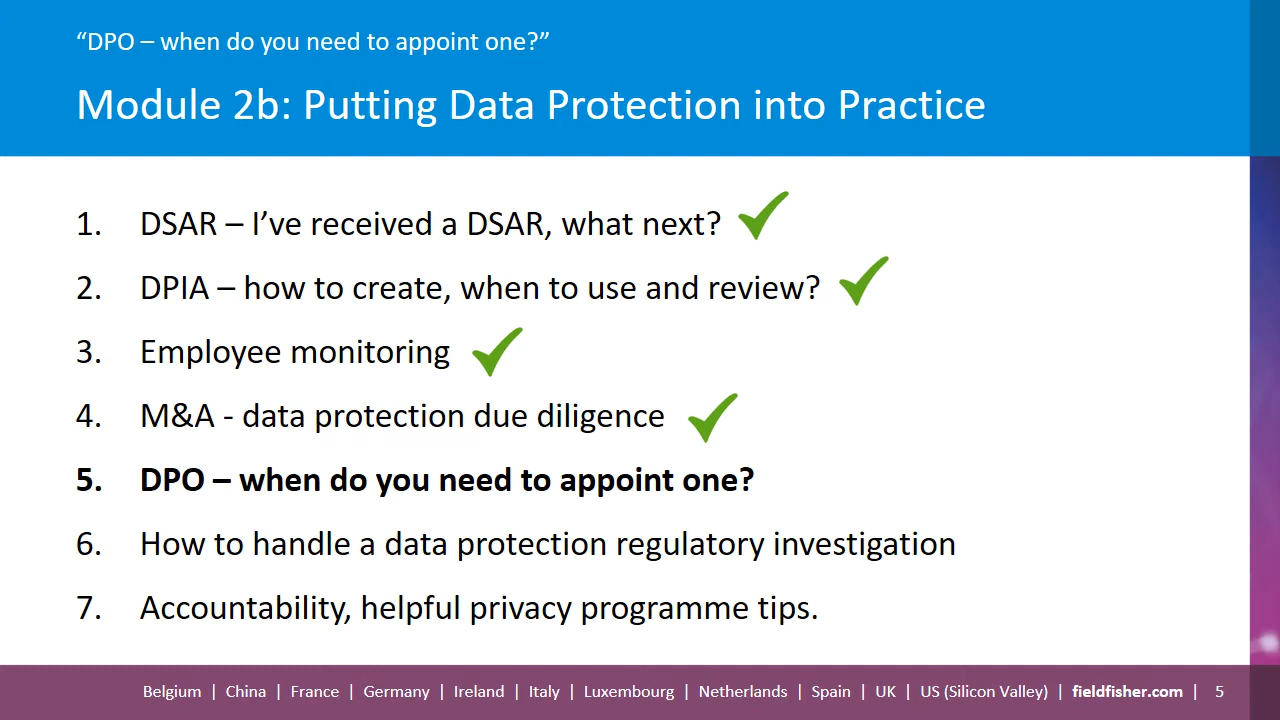 “DPO – when do you need to appoint one?”
Module 2b: Putting Data Protection into Practice
1. DSAR – I’ve received a DSAR, what next?
2. DPIA – how to create, when to use and review?
3. Employee monitoring
4. M&A - data protection due diligence
5. DPO – when do you need to appoint one?
6. How to handle a data protection regulatory investigation
7. Accountability, helpful privacy programme tips.
Belgium | China | France | Germany | Ireland | Italy | Luxembourg | Netherlands | Spain | UK | US (Silicon Valley) | fieldfisher.com | 5